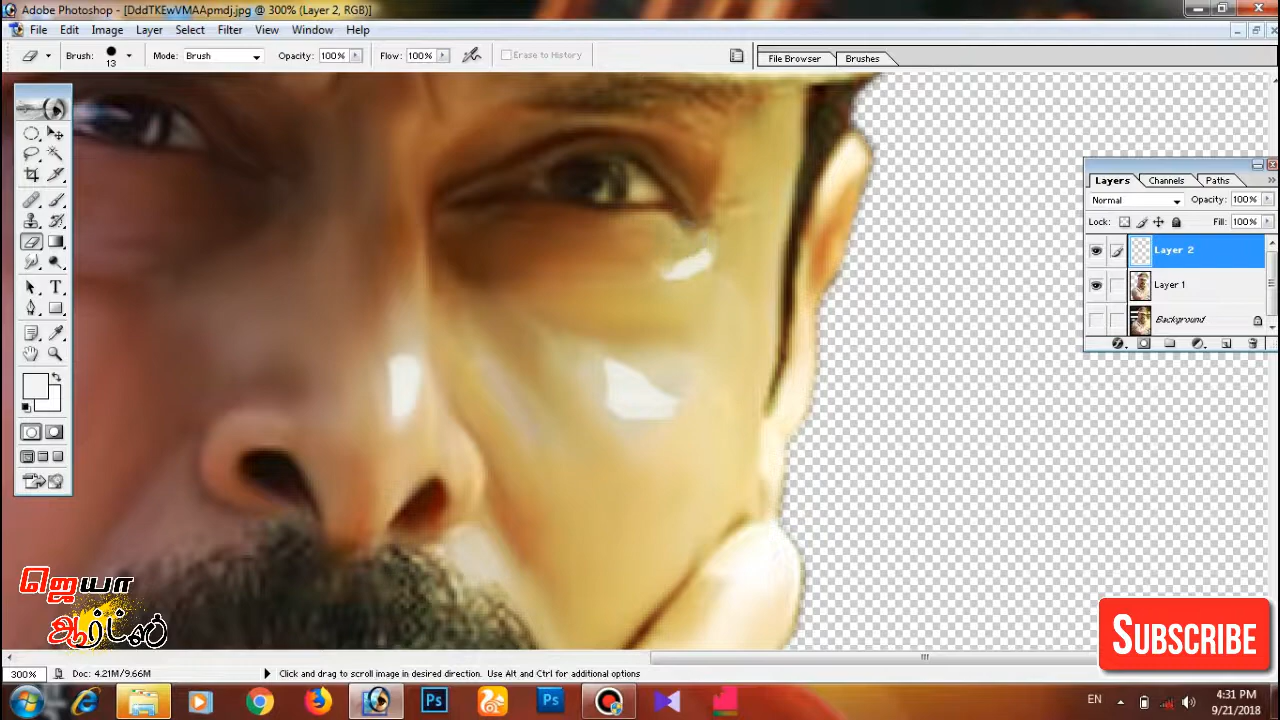 Adobe Photoshop - [DddTKEwVMAApmdj.jpg @ 300% (Layer 2, RGB)]
File Edit Image Layer Select Filter View Window Help
Brush: 13 Mode: Brush Opacity: 100% Flow: 100% Erase to History File Browser Brushes
Layers Channels Paths
Normal Opacity: 100%
Lock: Fill: 100%
Layer 2
Layer 1
Background
ஜெயா
ஆர்ட்ஸ்
SUBSCRIBE
300% Doc: 4.21M/9.66M Click and drag to scroll image in desired direction. Use Alt and Ctrl for additional options
EN 4:31 PM
9/21/2018